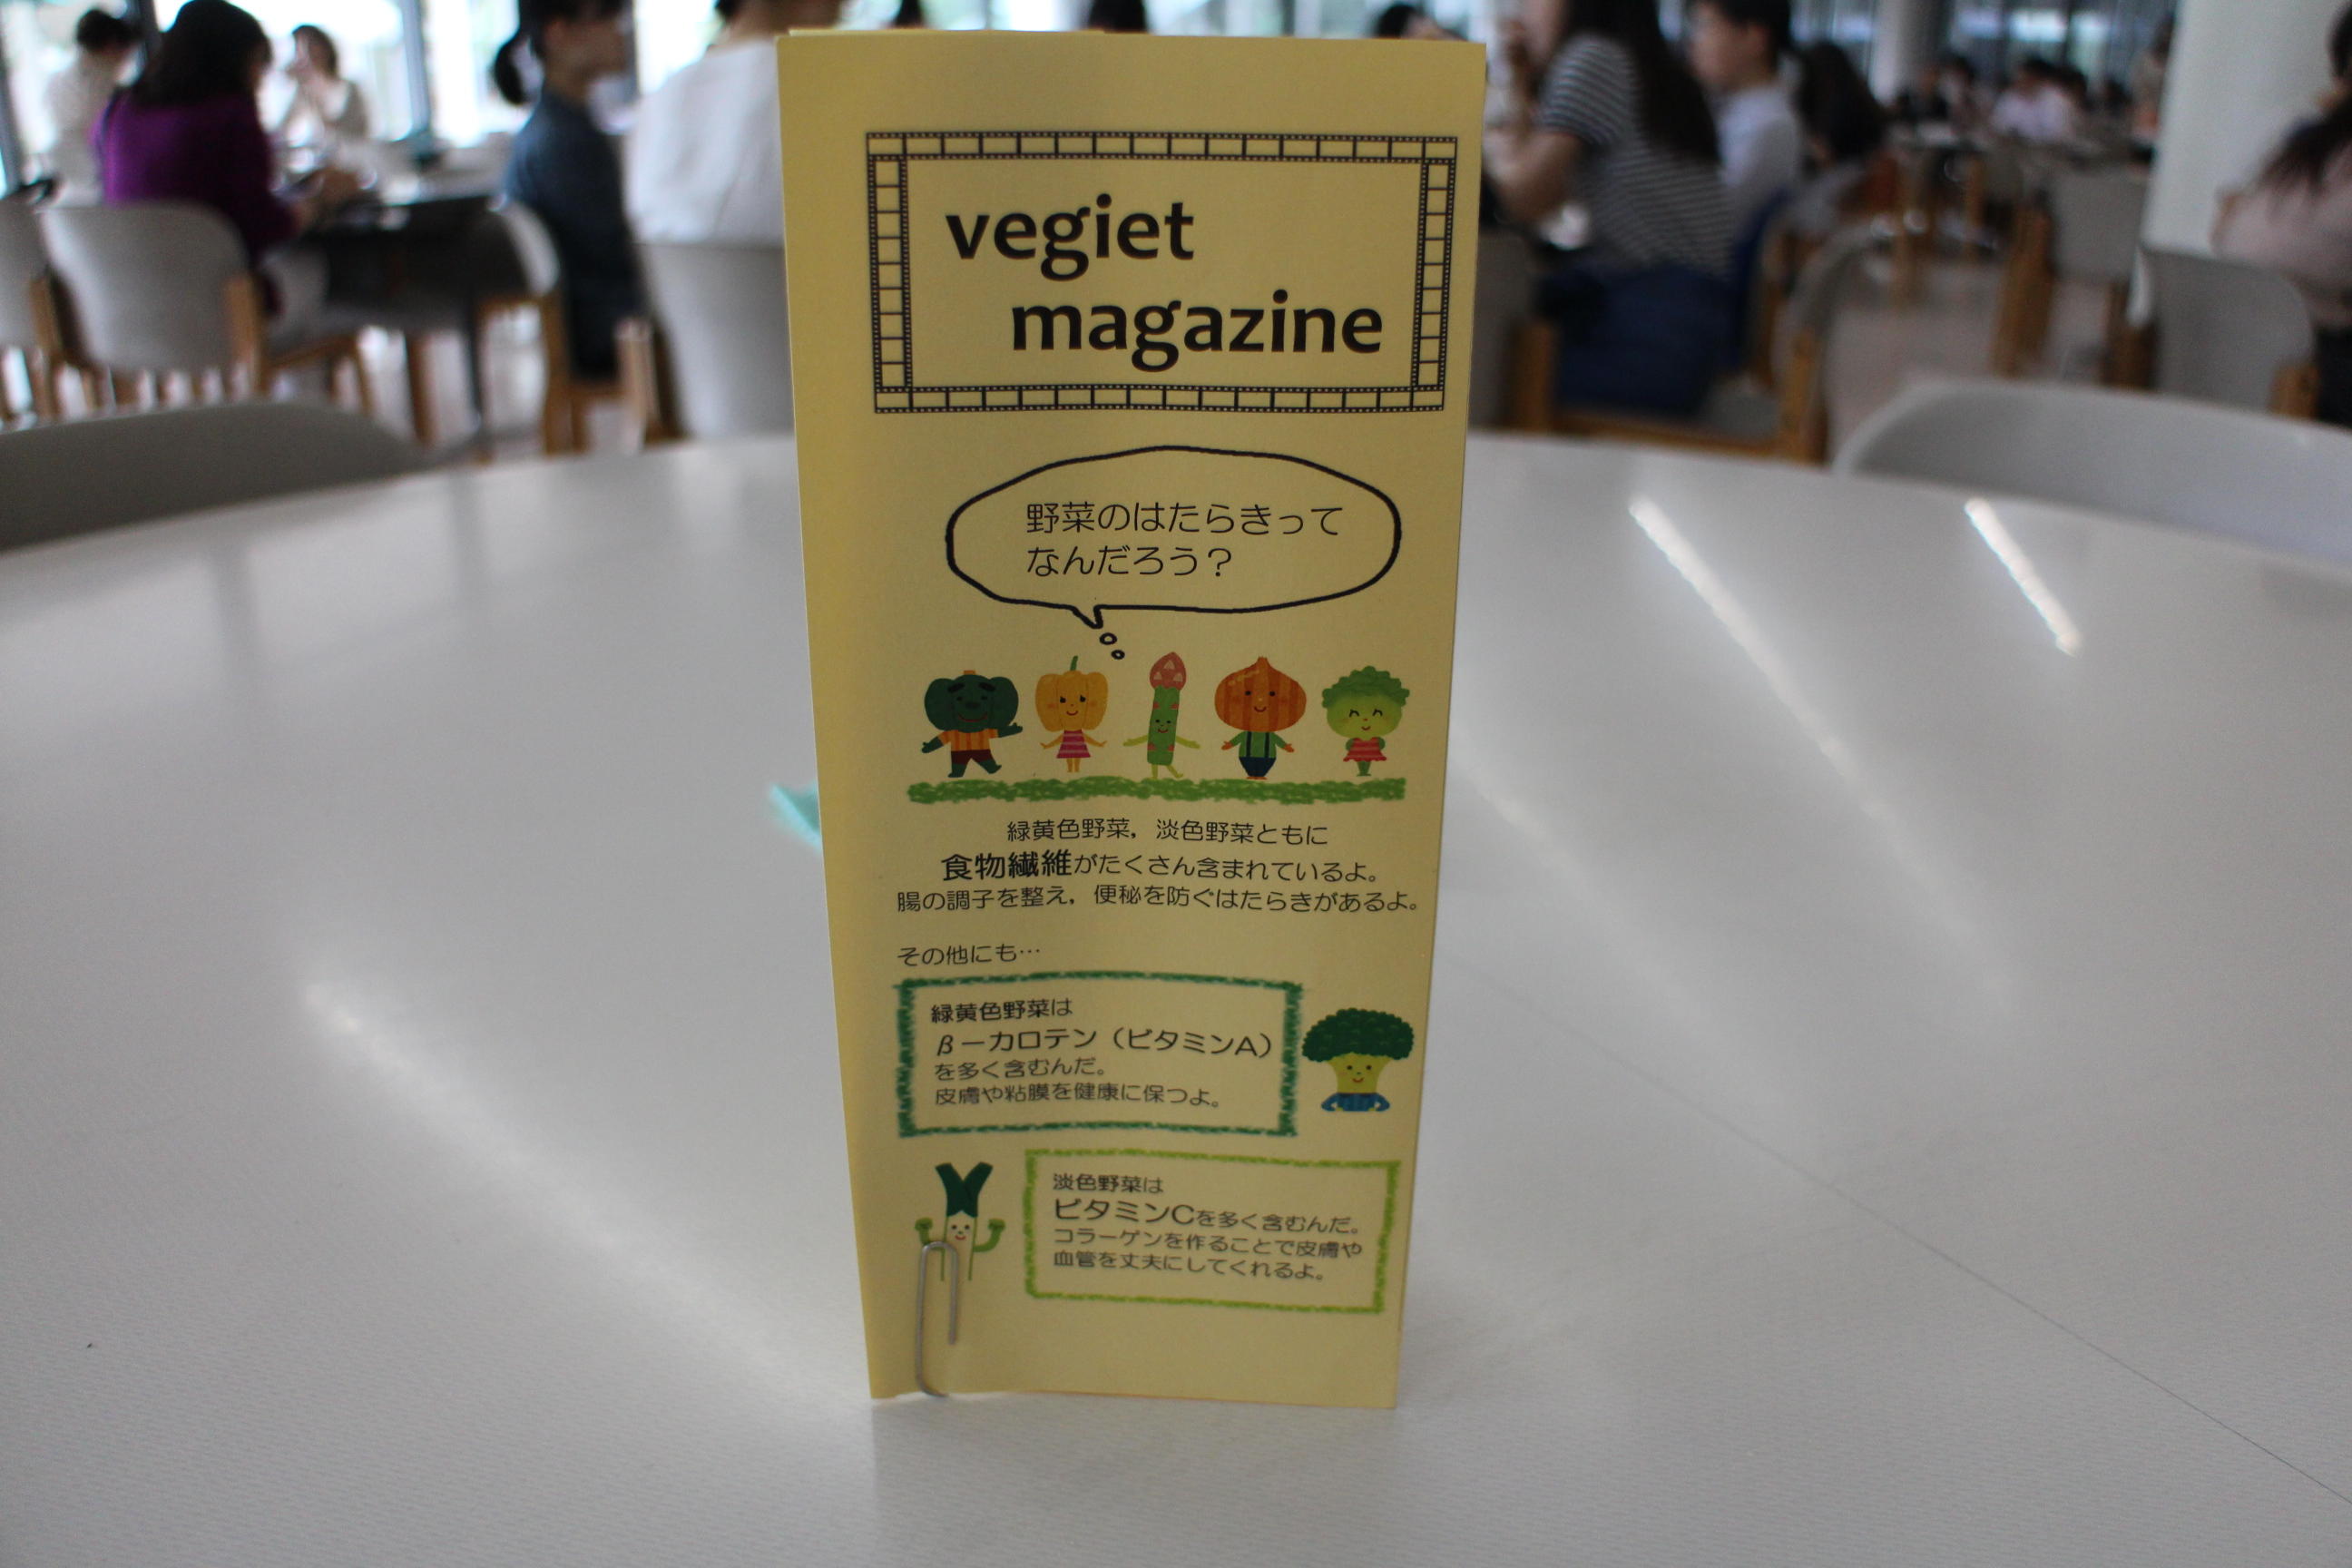 vegiet
magazine
野菜のはたらきって
なんだろう？
緑黄色野菜，淡色野菜ともに
食物繊維がたくさん含まれているよ。
腸の調子を整え，便秘を防ぐはたらきがあるよ。
その他にも…
緑黄色野菜は
β－カロテン（ビタミンA）
を多く含むんだ。
皮膚や粘膜を健康に保つよ。
淡色野菜は
ビタミンCを多く含むんだ。
コラーゲンを作ることで皮膚や
血管を丈夫にしてくれるよ。